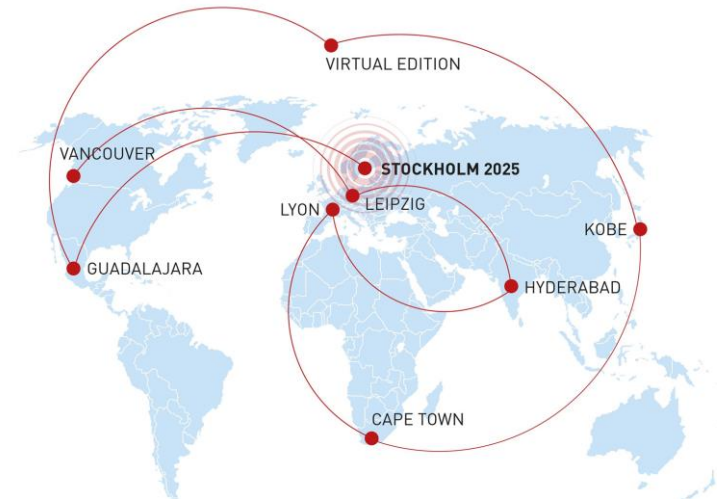 VIRTUAL EDITION
VANCOUVER
STOCKHOLM 2025
LEIPZIG
LYON
KOBE
GUADALAJARA
HYDERABAD
CAPE TOWN